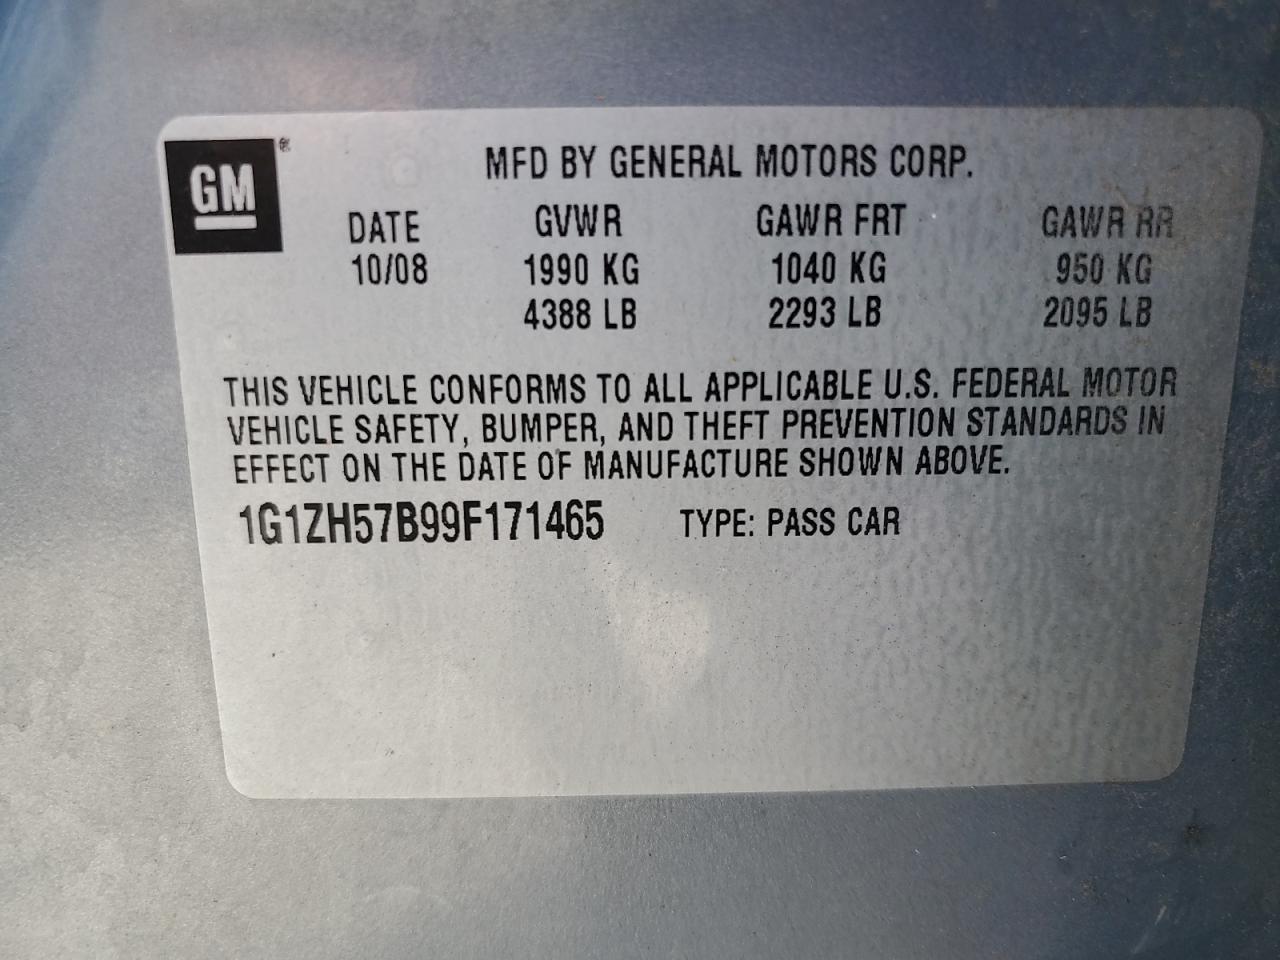 GM®
MFD BY GENERAL MOTORS CORP.
DATE GVWR GAWR FRT GAWR RR
10/08 1990 KG 1040 KG 950 KG
4388 LB 2293 LB 2095 LB
THIS VEHICLE CONFORMS TO ALL APPLICABLE U.S. FEDERAL MOTOR
VEHICLE SAFETY, BUMPER, AND THEFT PREVENTION STANDARDS IN
EFFECT ON THE DATE OF MANUFACTURE SHOWN ABOVE.
1G1ZH57B99F171465 TYPE: PASS CAR